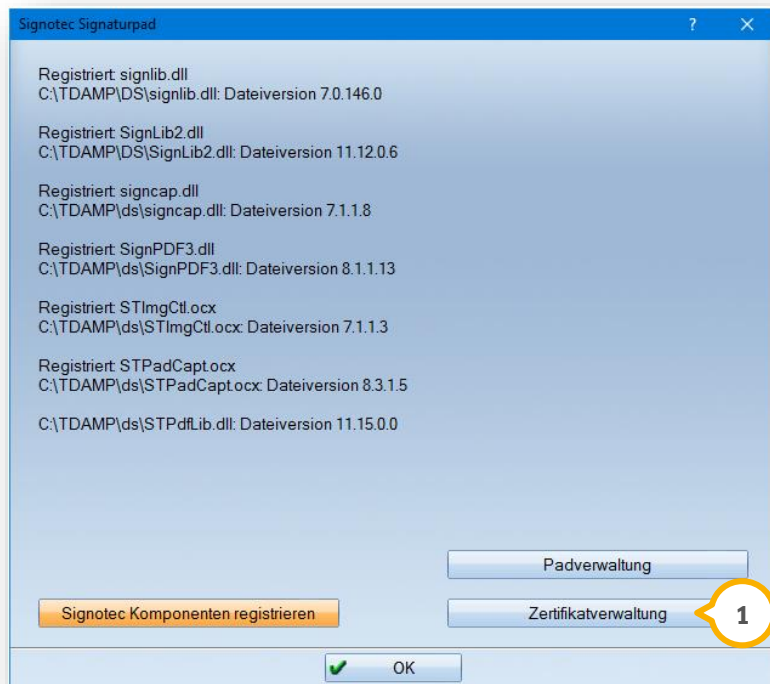 Signotec Signaturpad ? ×
Registriert: signlib.dll
C:\TDAMP\DS\signlib.dll: Dateiversion 7.0.146.0
Registriert: SignLib2.dll
C:\TDAMP\DS\SignLib2.dll: Dateiversion 11.12.0.6
Registriert: signcap.dll
C:\TDAMP\ds\signcap.dll: Dateiversion 7.1.1.8
Registriert: SignPDF3.dll
C:\TDAMP\ds\SignPDF3.dll: Dateiversion 8.1.1.13
Registriert: STImgCtl.ocx
C:\TDAMP\ds\STImgCtl.ocx: Dateiversion 7.1.1.3
Registriert: STPadCapt.ocx
C:\TDAMP\ds\STPadCapt.ocx: Dateiversion 8.3.1.5
C:\TDAMP\ds\STPdfLib.dll: Dateiversion 11.15.0.0
Padverwaltung
Signotec Komponenten registrieren
Zertifikatverwaltung
1
OK